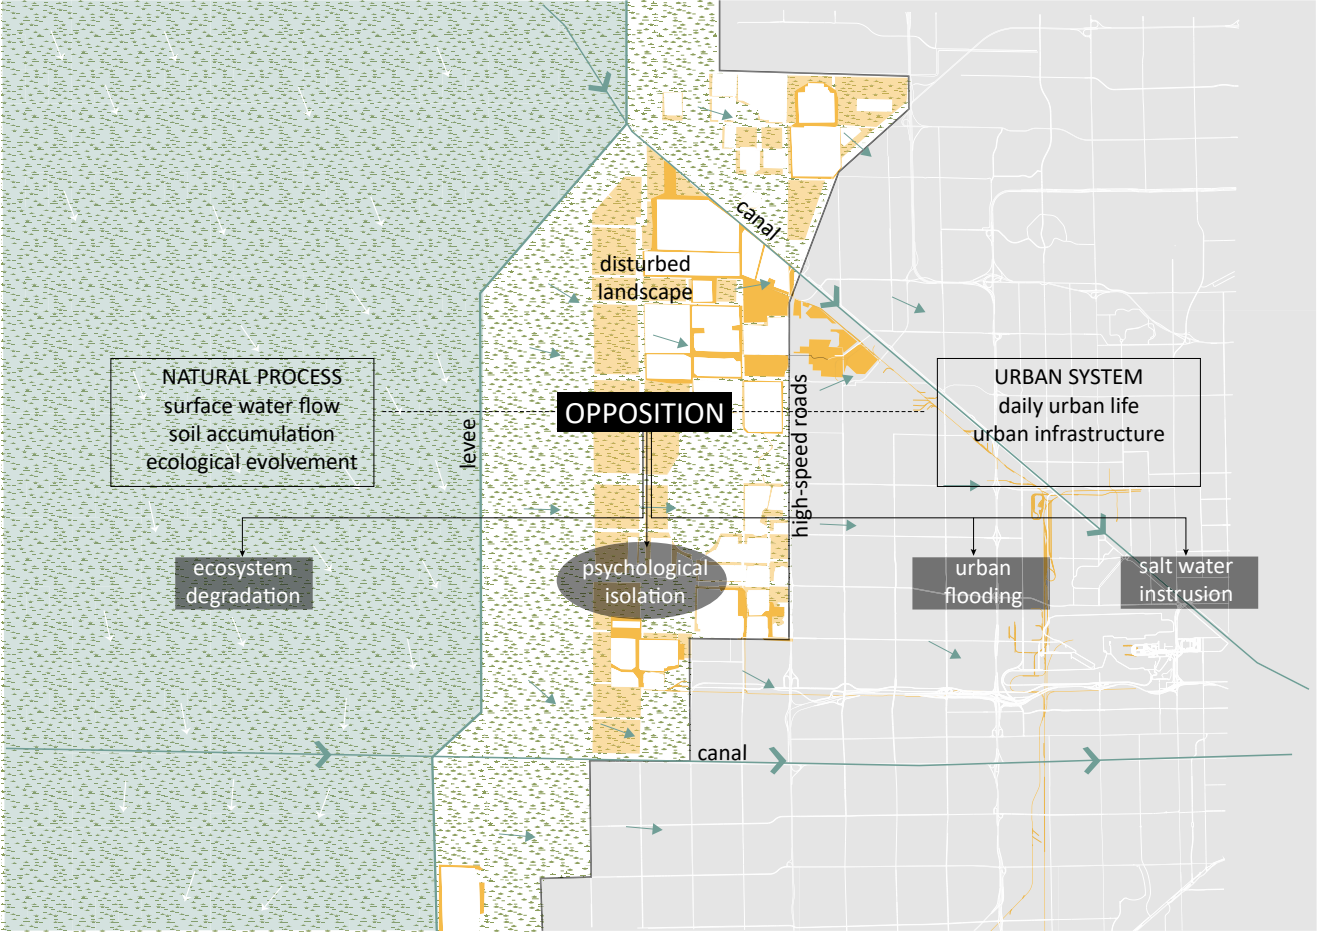 canal
disturbed
landscape
NATURAL PROCESS
surface water flow
soil accumulation
ecological evolvement
levee
OPPOSITION
high-speed roads
URBAN SYSTEM
daily urban life
urban infrastructure
ecosystem
degradation
psychological
isolation
urban
flooding
salt water
instrusion
canal